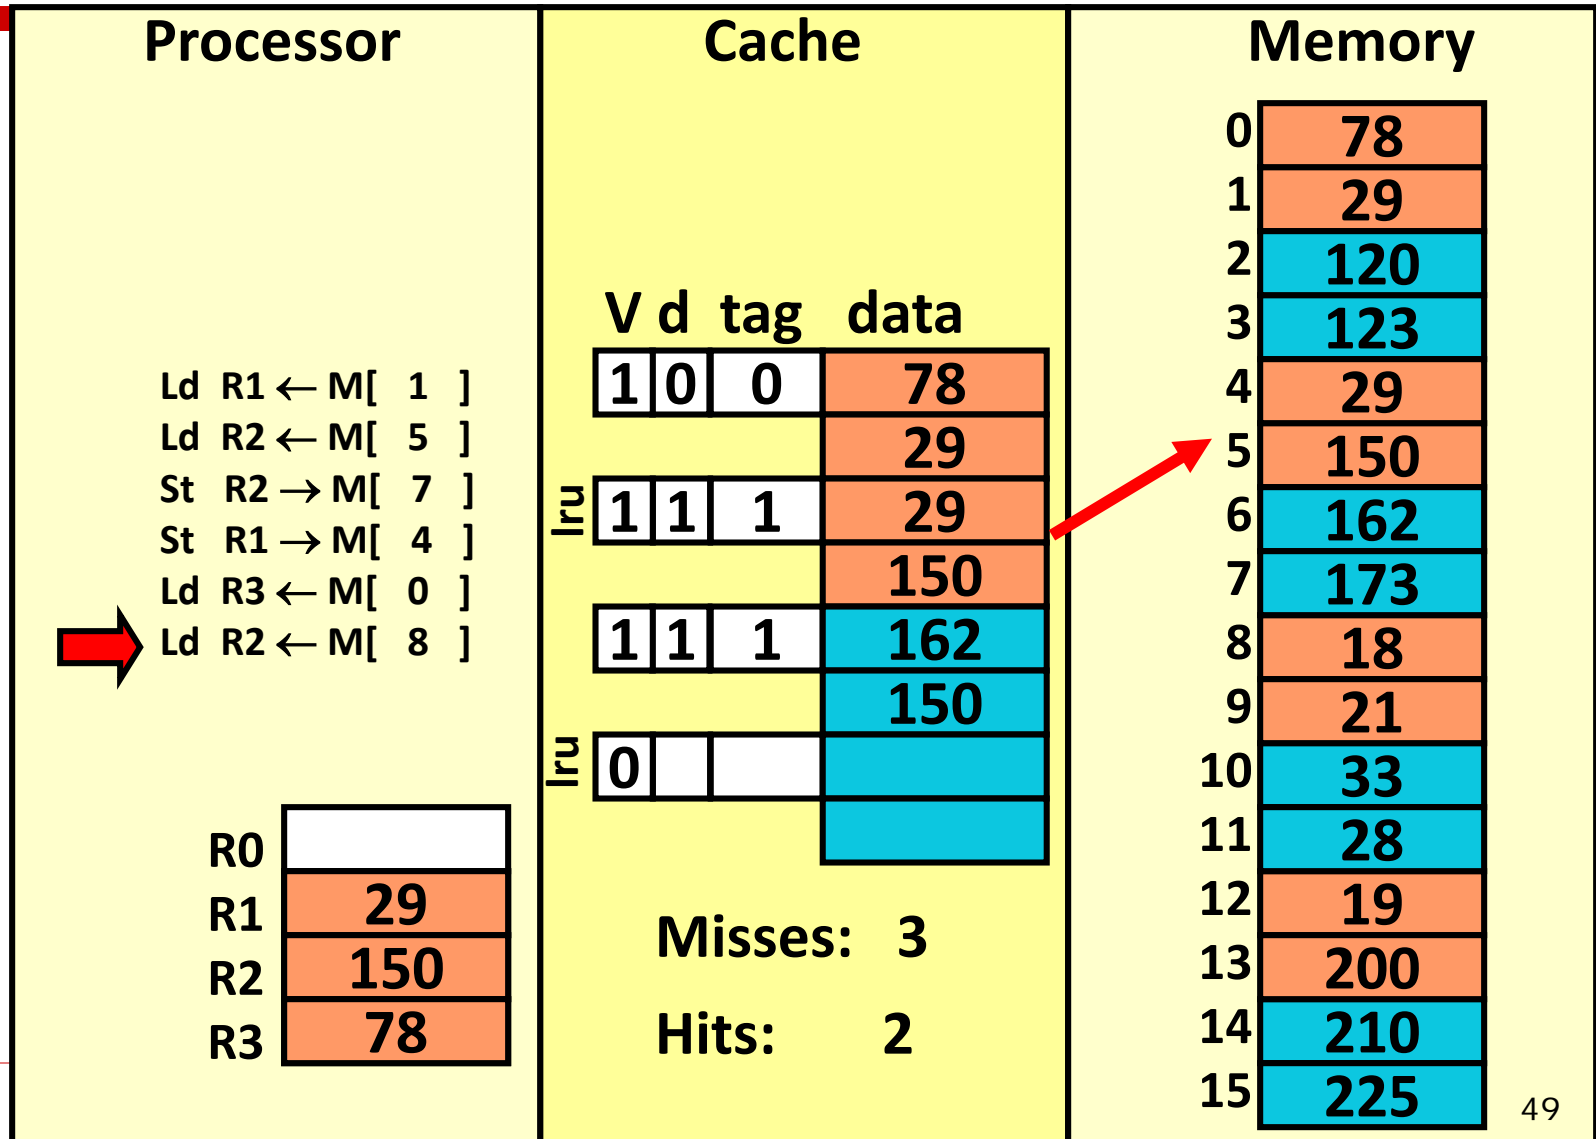 Processor
Ld R1 ← M[ 1 ]
Ld R2 ← M[ 5 ]
St R2 → M[ 7 ]
St R1 → M[ 4 ]
Ld R3 ← M[ 0 ]
Ld R2 ← M[ 8 ]
R0
R1 29
R2 150
R3 78
Cache
V d tag data
1 0 0 78
29
lru 1 1 1 29
150
1 1 1 162
150
lru 0
Misses: 3
Hits: 2
Memory
0 78
1 29
2 120
3 123
4 29
5 150
6 162
7 173
8 18
9 21
10 33
11 28
12 19
13 200
14 210
15 225
49